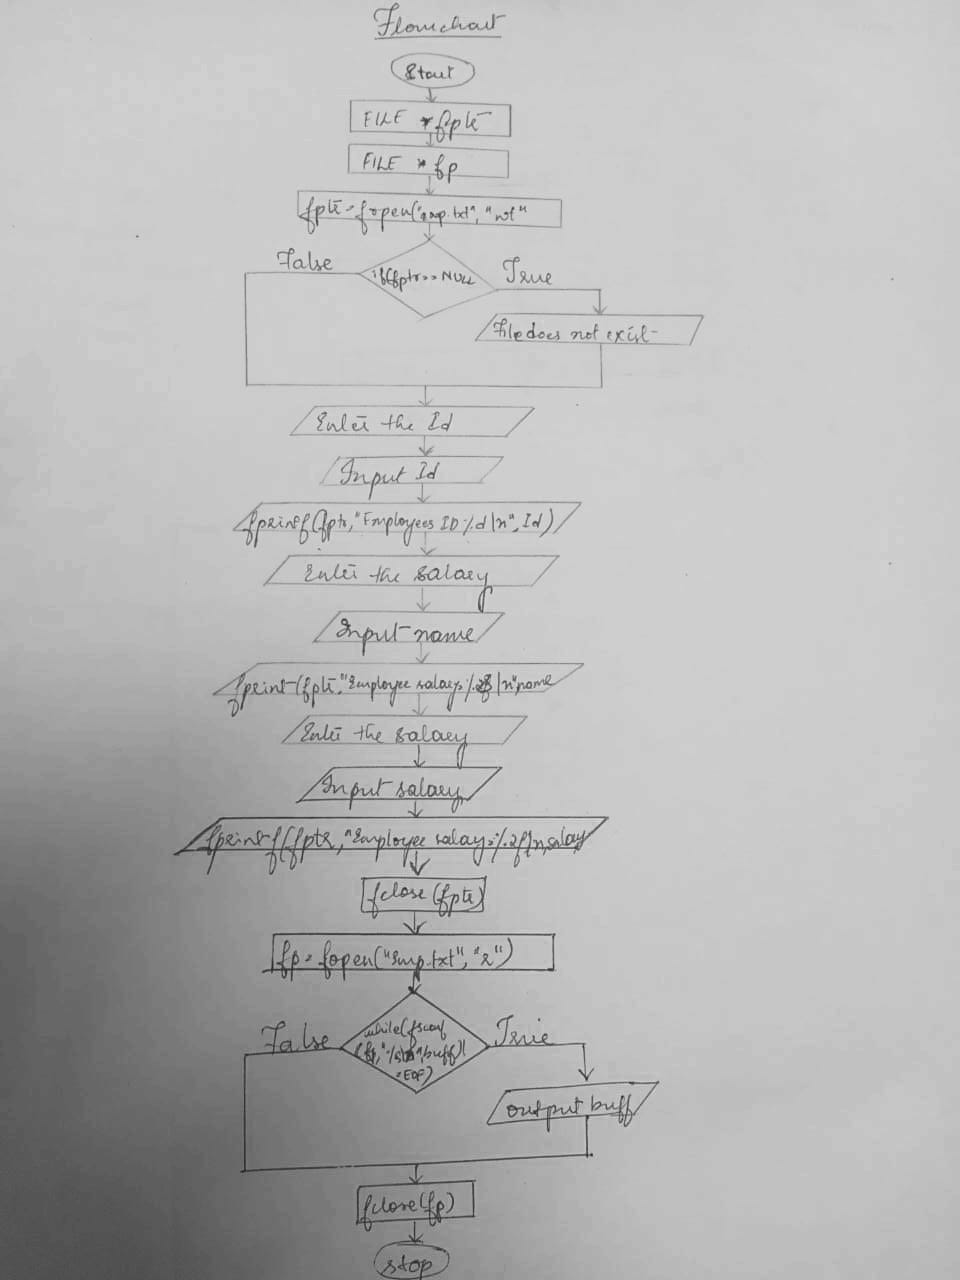 Flowchart
Start
FILE *fptr
FILE * fp
fptr=fopen("emp.txt", "w+"
False
if(fptr==NULL
True
File does not exist
Enter the Id
Input Id
fprintf(fptr,"Employees ID:%d\n",Id)
Enter the salary
Input name
fprint(fptr,"Employee salary:%.2f\n"name
Enter the salary
Input salary
fprintf(fptr,"Employee salary:%.2f\n,salay
fclose(fptr)
fp=fopen("Emp.txt","r")
False
while(fscanf
(fp,"%s",buff)!
=EOF)
True
output buff
fclose(fp)
stop